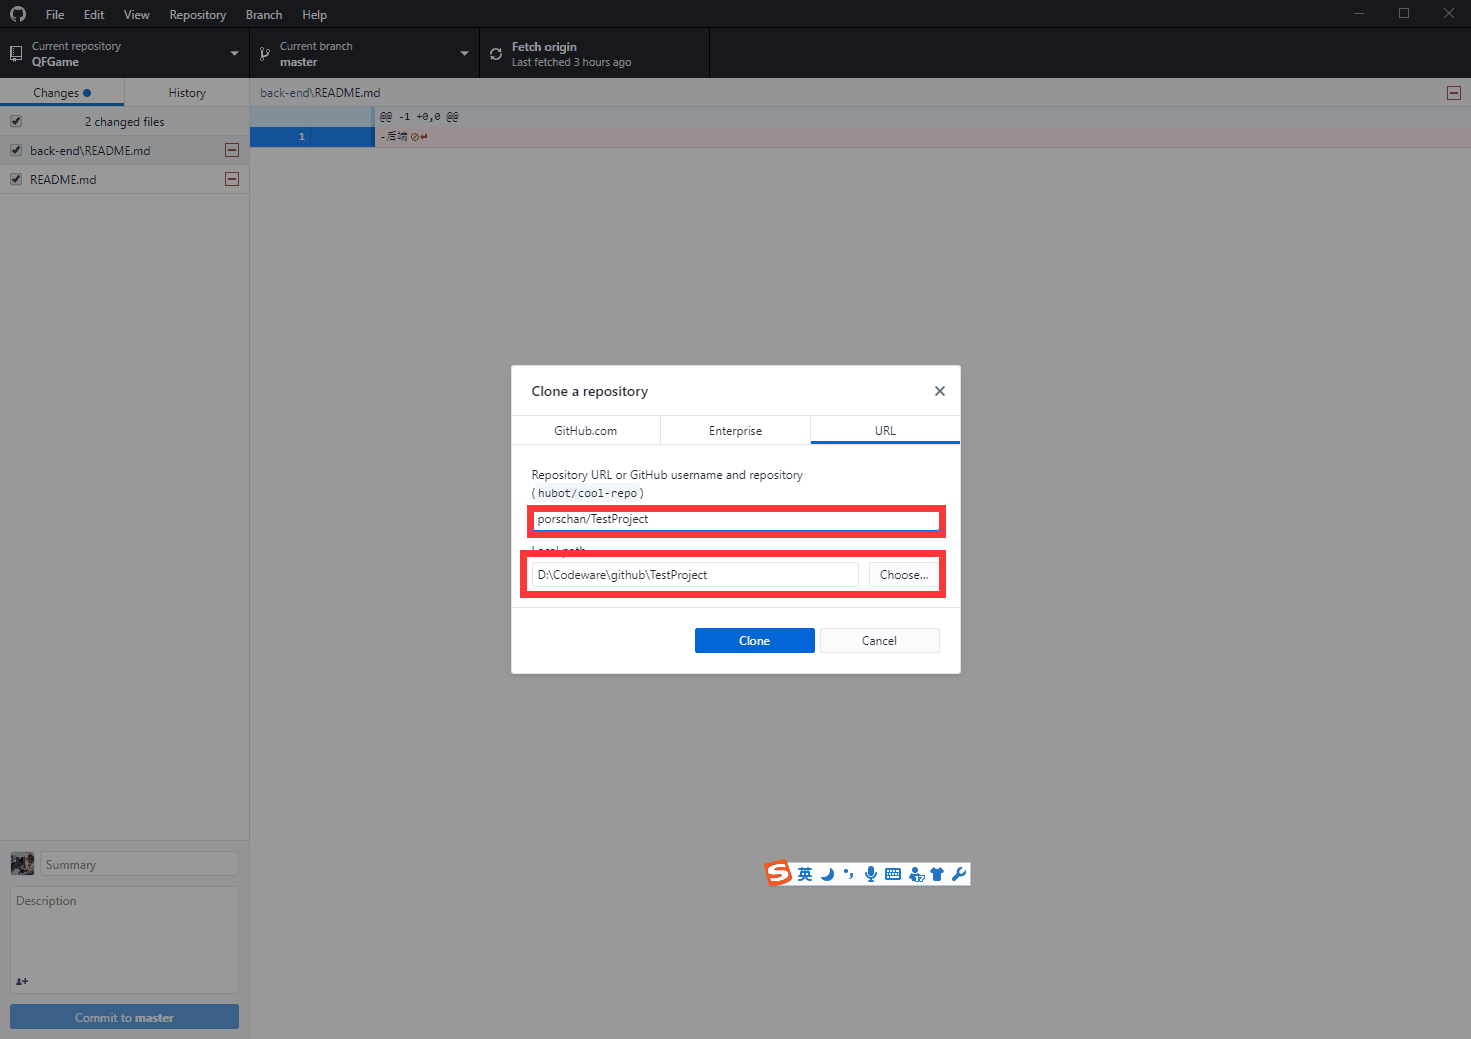 File Edit View Repository Branch Help
Current repository
QFGame
Current branch
master
Fetch origin
Last fetched 3 hours ago
Changes History
2 changed files
back-end\README.md
README.md
back-end\README.md
@@ -1 +0,0 @@
1 -后端
Clone a repository
GitHub.com Enterprise URL
Repository URL or GitHub username and repository
(hubot/cool-repo)
porschan/TestProject
Local path
D:\Codeware\github\TestProject Choose...
Clone Cancel
Summary
Description
Commit to master
S英